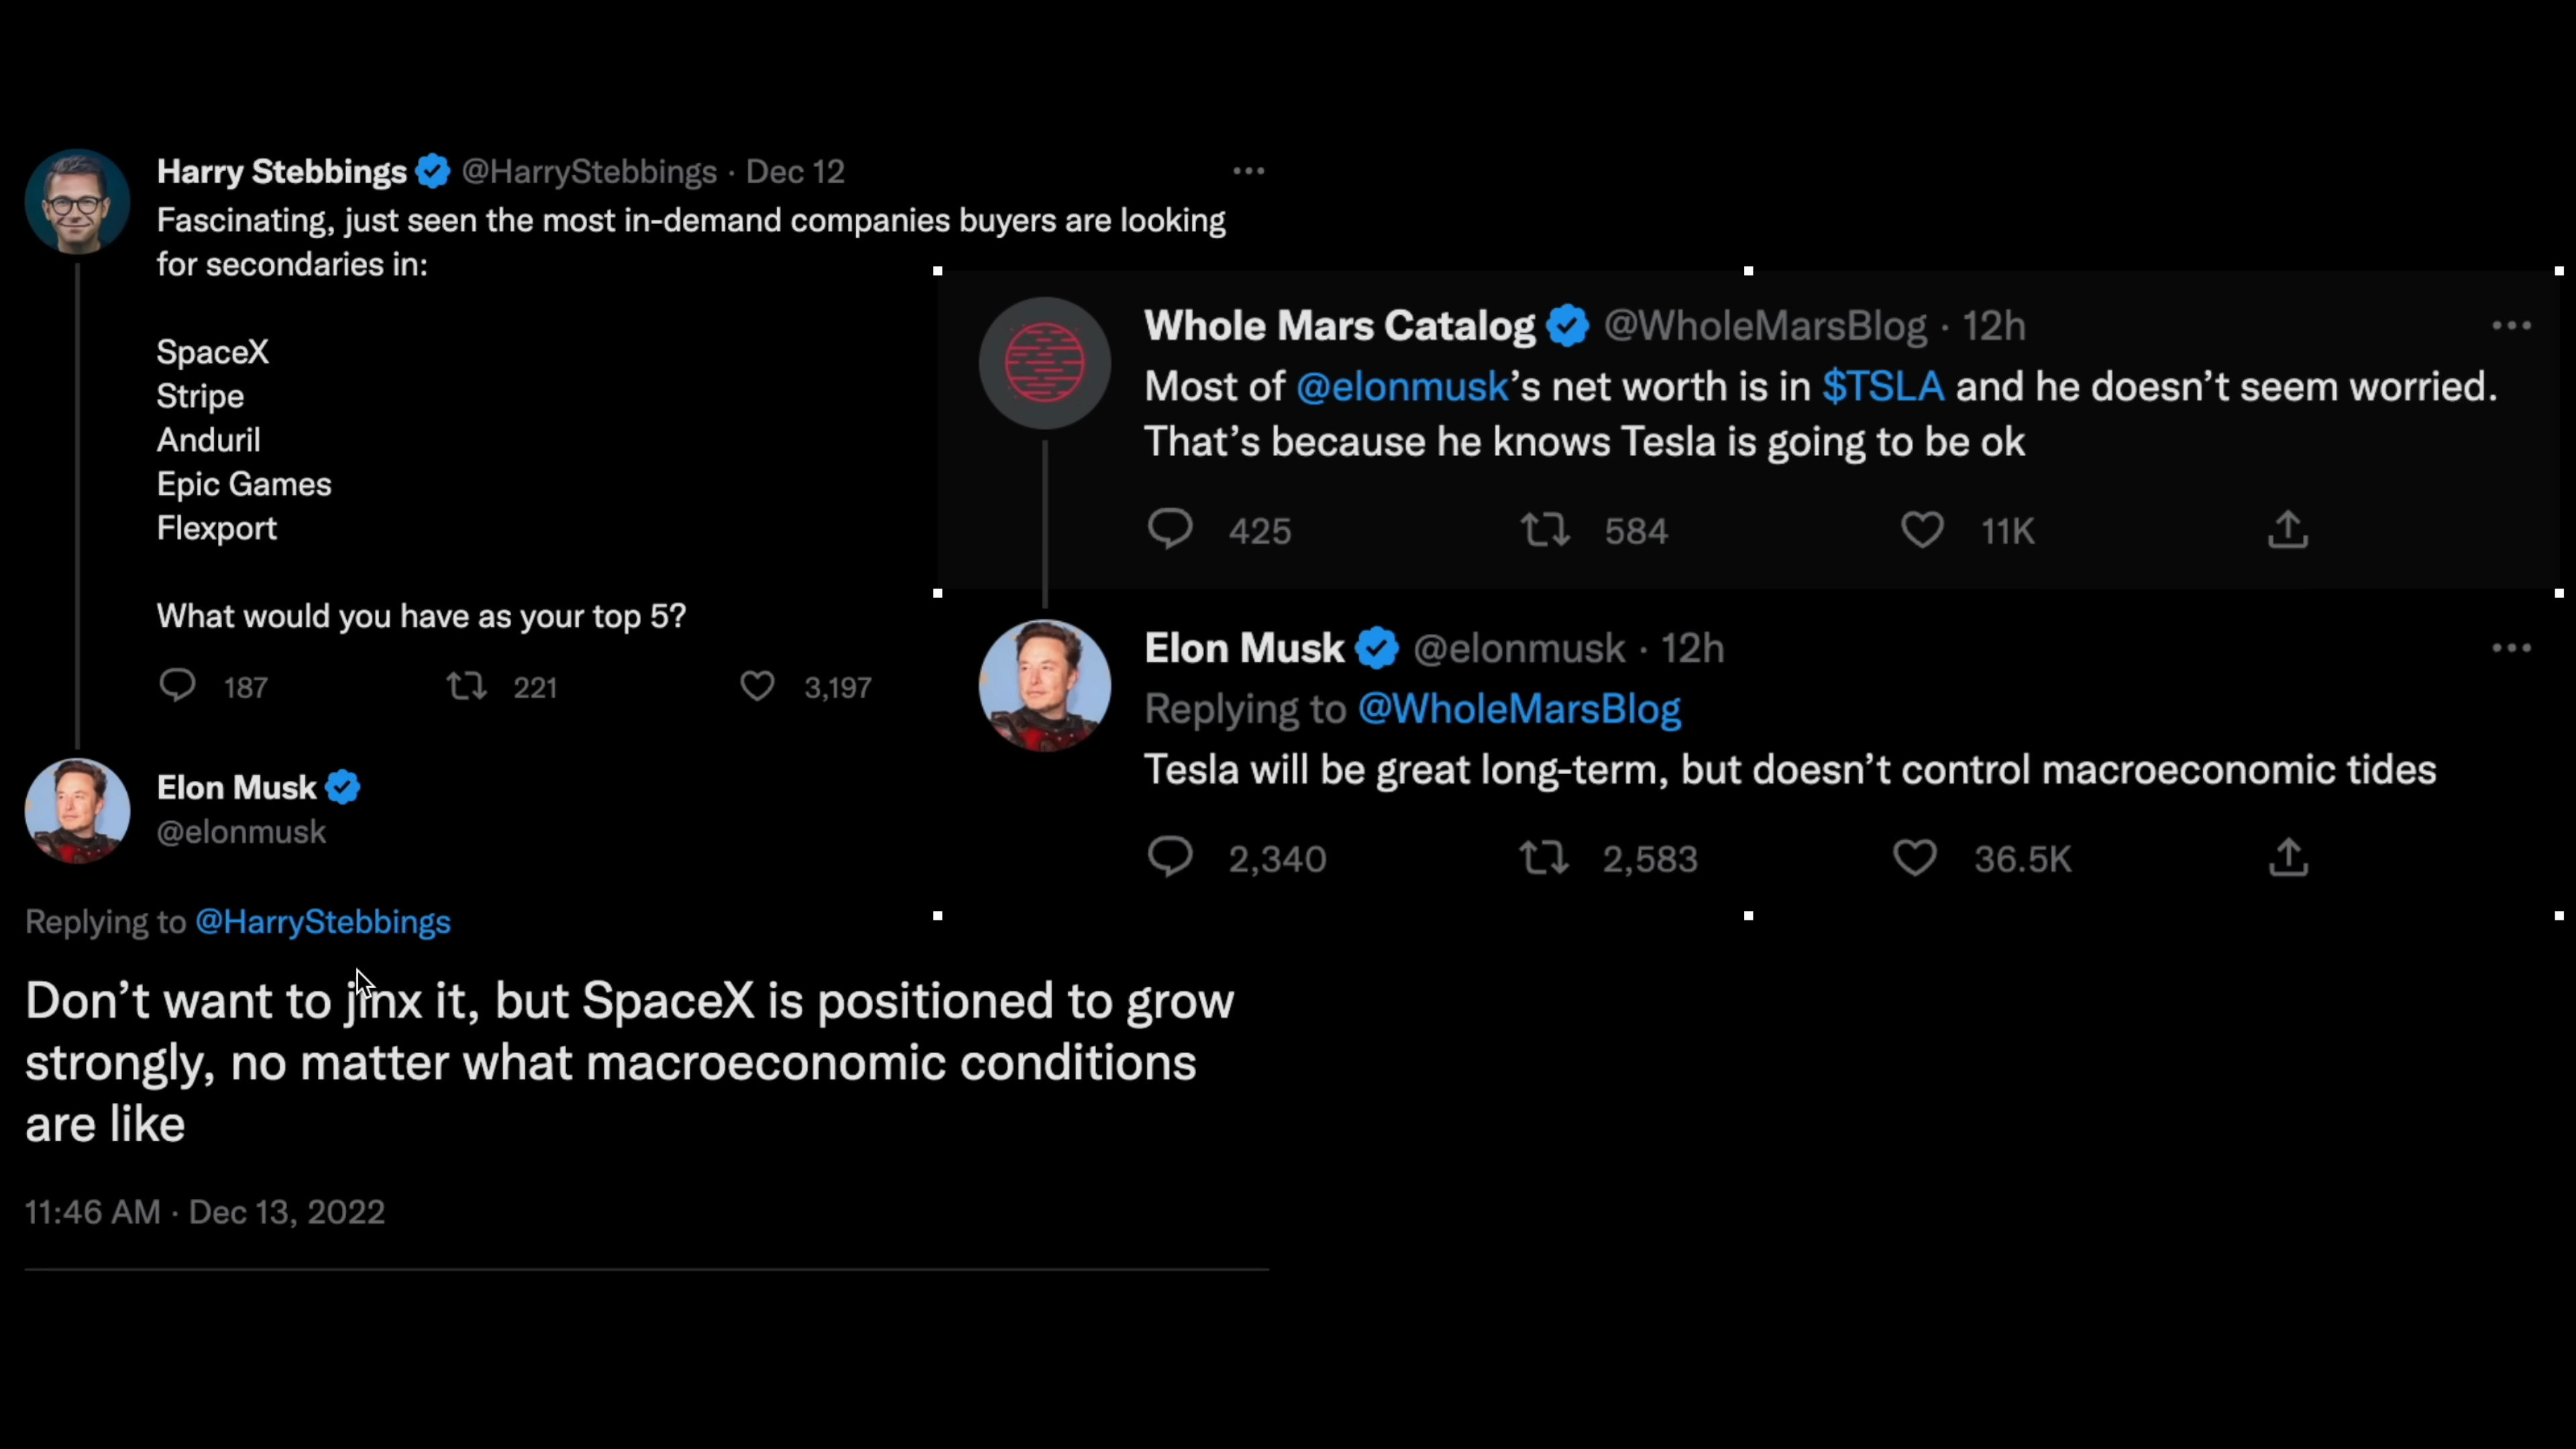 Harry Stebbings @HarryStebbings · Dec 12
Fascinating, just seen the most in-demand companies buyers are looking
for secondaries in:
SpaceX
Stripe
Anduril
Epic Games
Flexport
What would you have as your top 5?
187 221 3,197
Elon Musk
@elonmusk
Replying to @HarryStebbings
Don’t want to jinx it, but SpaceX is positioned to grow
strongly, no matter what macroeconomic conditions
are like
11:46 AM · Dec 13, 2022
Whole Mars Catalog @WholeMarsBlog · 12h
Most of @elonmusk’s net worth is in $TSLA and he doesn’t seem worried.
That’s because he knows Tesla is going to be ok
425 584 11K
Elon Musk @elonmusk · 12h
Replying to @WholeMarsBlog
Tesla will be great long-term, but doesn’t control macroeconomic tides
2,340 2,583 36.5K